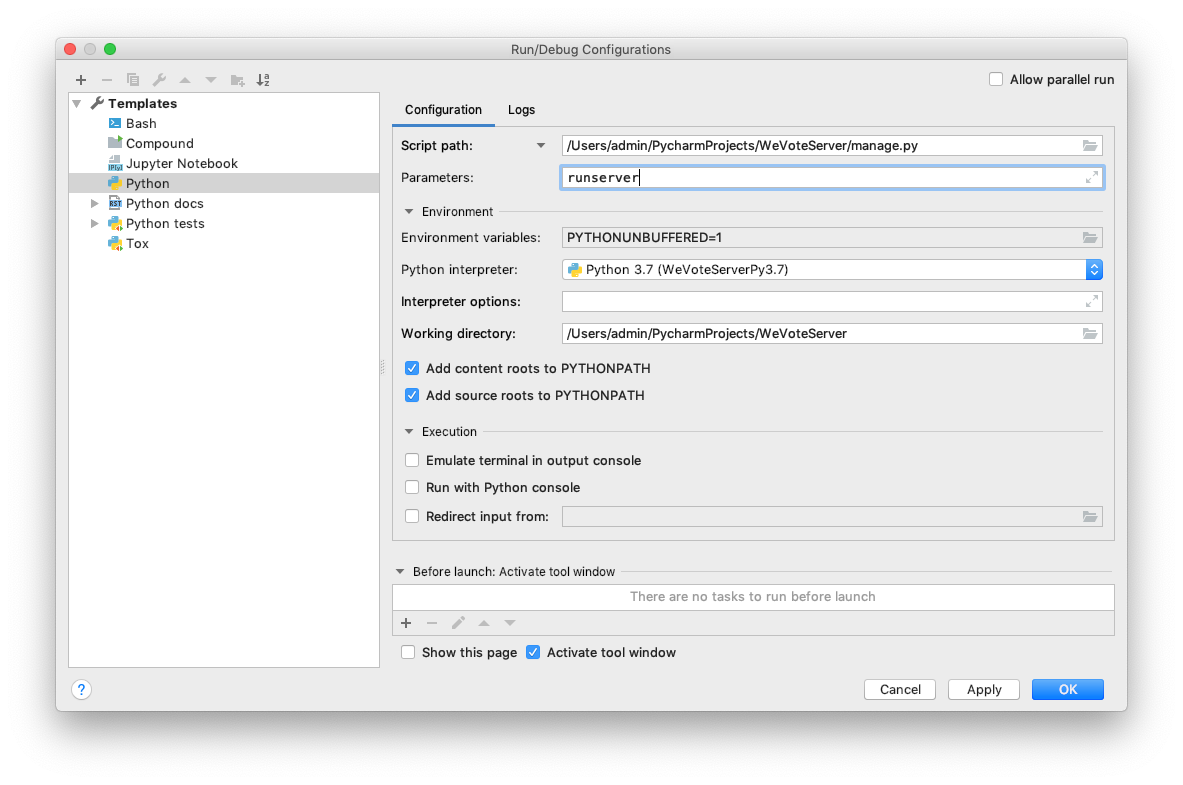 Run/Debug Configurations
Allow parallel run
Templates
Bash
Compound
Jupyter Notebook
Python
Python docs
Python tests
Tox
Configuration Logs
Script path: /Users/admin/PycharmProjects/WeVoteServer/manage.py
Parameters: runserver
Environment
Environment variables: PYTHONUNBUFFERED=1
Python interpreter: Python 3.7 (WeVoteServerPy3.7)
Interpreter options:
Working directory: /Users/admin/PycharmProjects/WeVoteServer
Add content roots to PYTHONPATH
Add source roots to PYTHONPATH
Execution
Emulate terminal in output console
Run with Python console
Redirect input from:
Before launch: Activate tool window
There are no tasks to run before launch
Show this page Activate tool window
? Cancel Apply OK